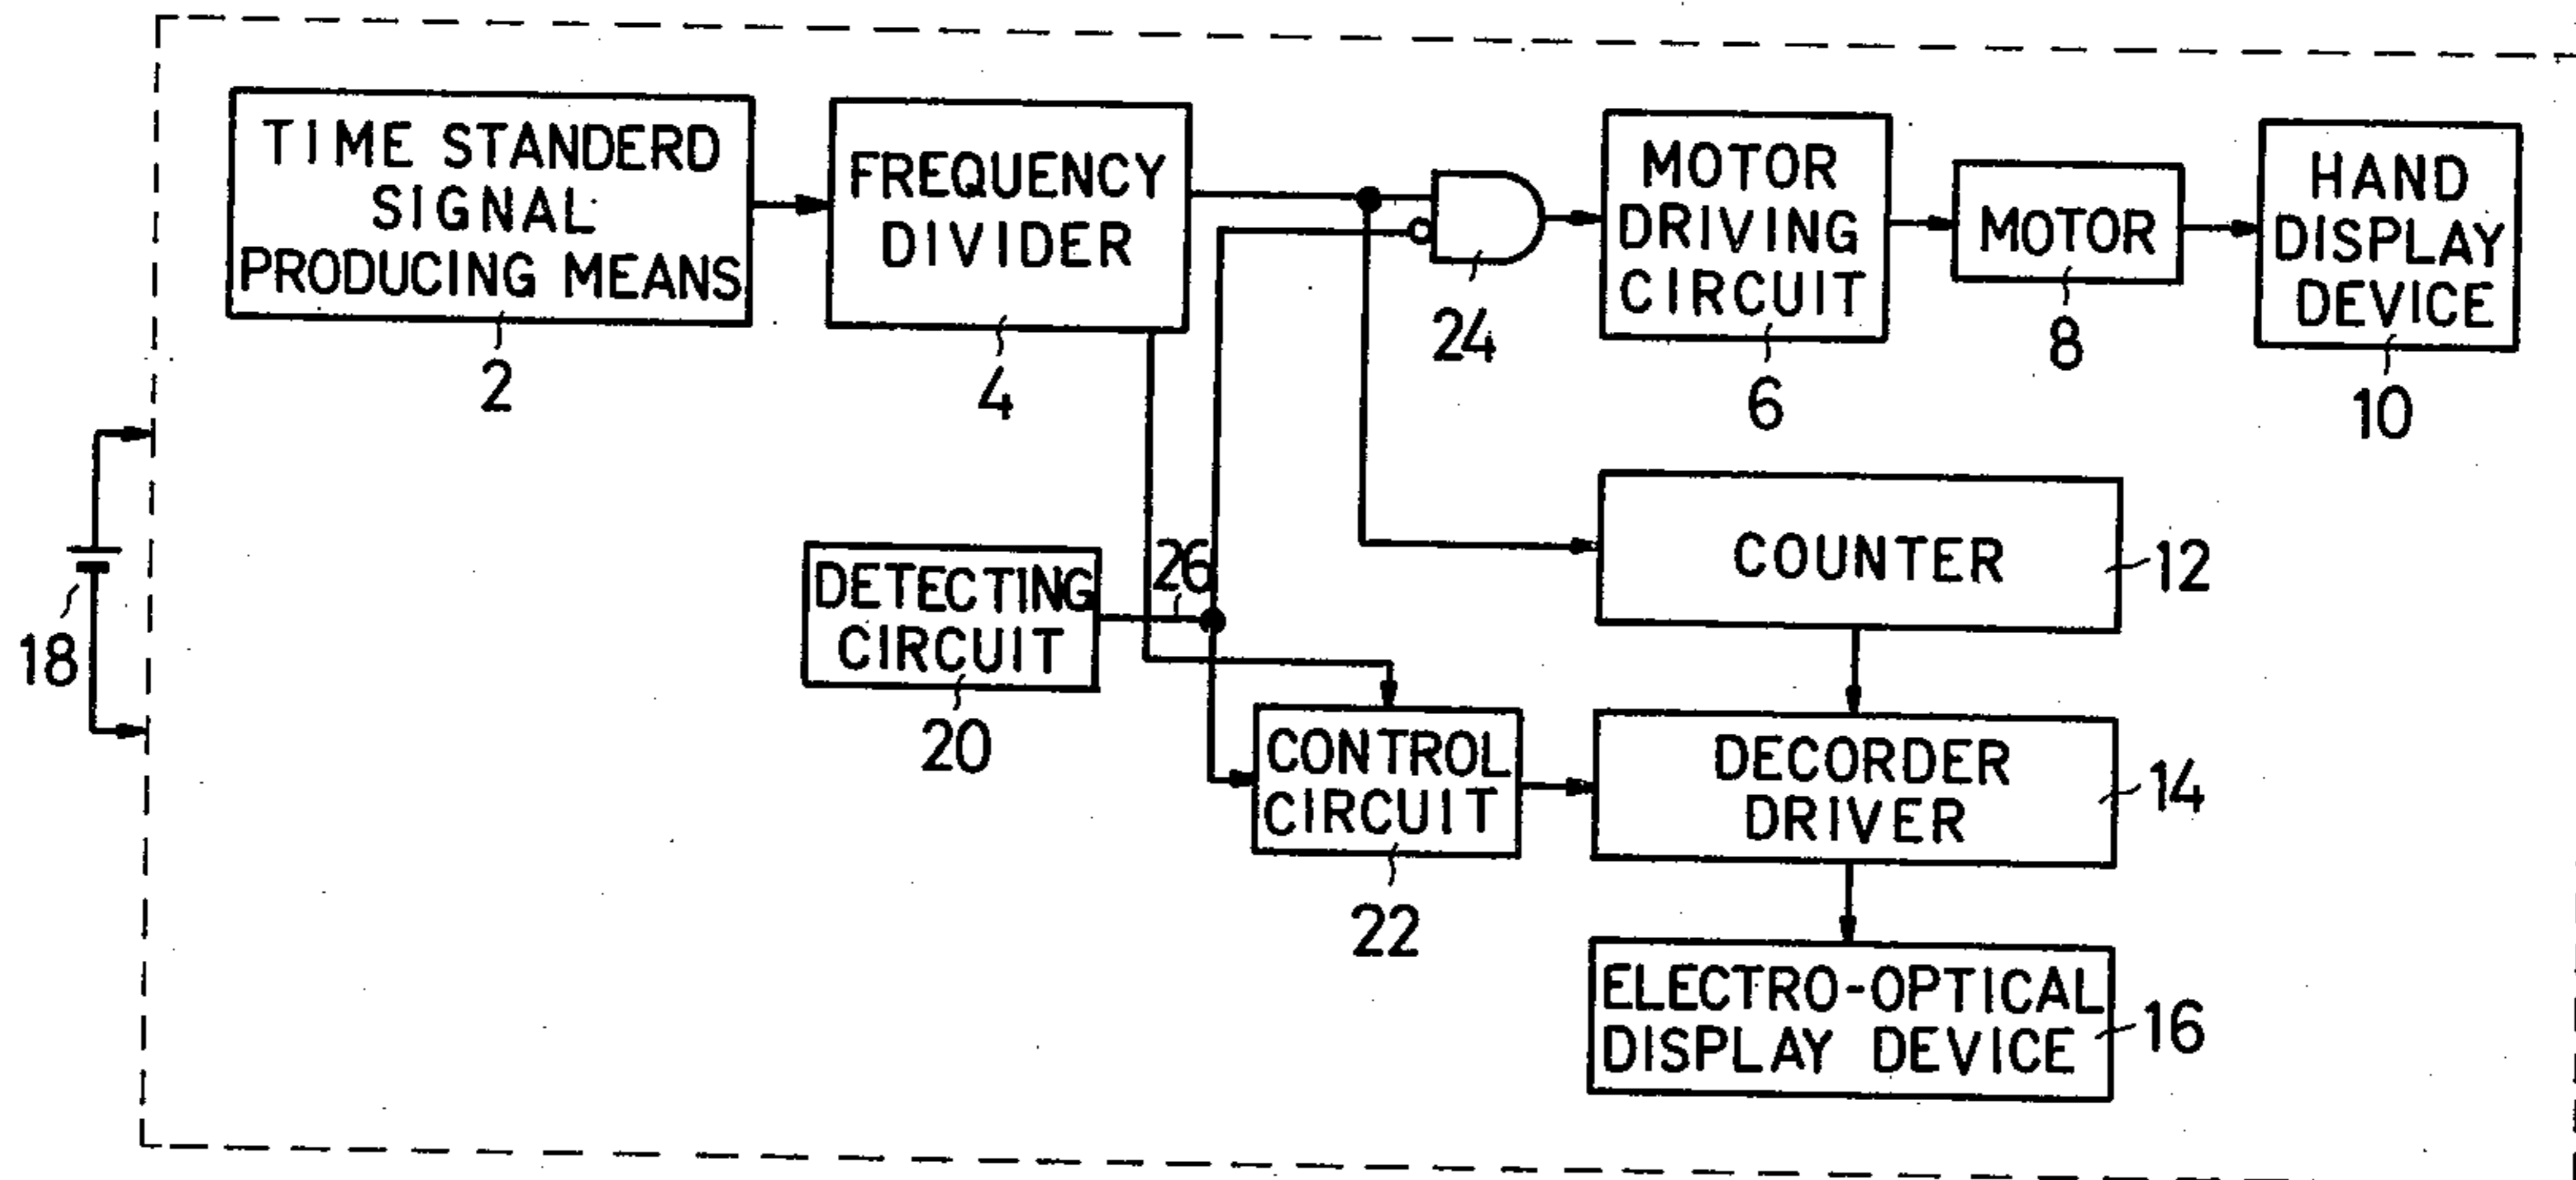 TIME STANDERD
SIGNAL
PRODUCING MEANS
2
FREQUENCY
DIVIDER
4
24
MOTOR
DRIVING
CIRCUIT
6
MOTOR
8
HAND
DISPLAY
DEVICE
10
18
DETECTING
CIRCUIT
20
26
COUNTER
12
CONTROL
CIRCUIT
22
DECORDER
DRIVER
14
ELECTRO-OPTICAL
DISPLAY DEVICE
16